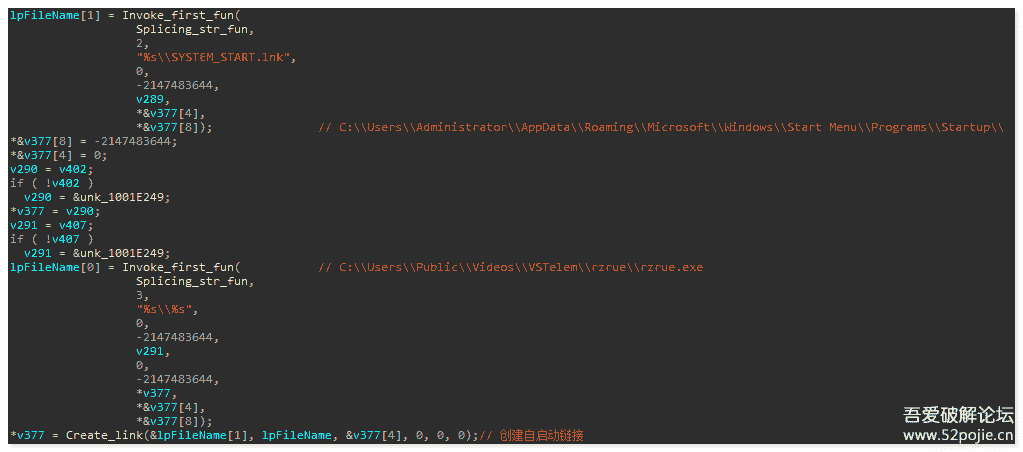 lpFileName[1] = Invoke_first_fun(
Splicing_str_fun,
2,
"%s\\SYSTEM_START.lnk",
0,
-2147483644,
v289,
*&v377[4],
*&v377[8]); // C:\\Users\\Administrator\\AppData\\Roaming\\Microsoft\\Windows\\Start Menu\\Programs\\Startup\\
*&v377[8] = -2147483644;
*&v377[4] = 0;
v290 = v402;
if ( !v402 )
v290 = &unk_1001E249;
*v377 = v290;
v291 = v407;
if ( !v407 )
v291 = &unk_1001E249;
lpFileName[0] = Invoke_first_fun( // C:\\Users\\Public\\Videos\\VSTelem\\rzrue\\rzrue.exe
Splicing_str_fun,
3,
"%s\\%s",
0,
-2147483644,
v291,
0,
-2147483644,
*v377,
*&v377[4],
*&v377[8]);
*v377 = Create_link(&lpFileName[1], lpFileName, &v377[4], 0, 0, 0);// 创建自启动链接
吾爱破解论坛
www.52pojie.cn